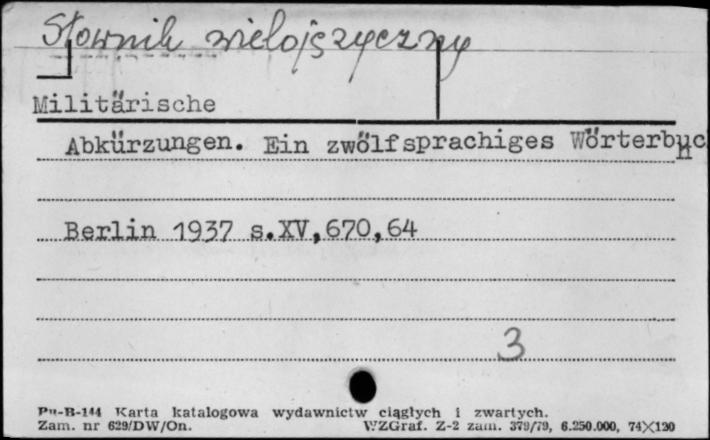 Słownik wielojęzyczny
Militärische
Abkürzungen. Ein zwölfsprachiges Wörterbuch
Berlin 1937 s.XV,670,64
3
Pu-B-144 Karta katalogowa wydawnictw ciągłych i zwartych.
Zam. nr 629/DW/On. WZGraf. Z-2 zam. 379/79, 6.250.000, 74X120